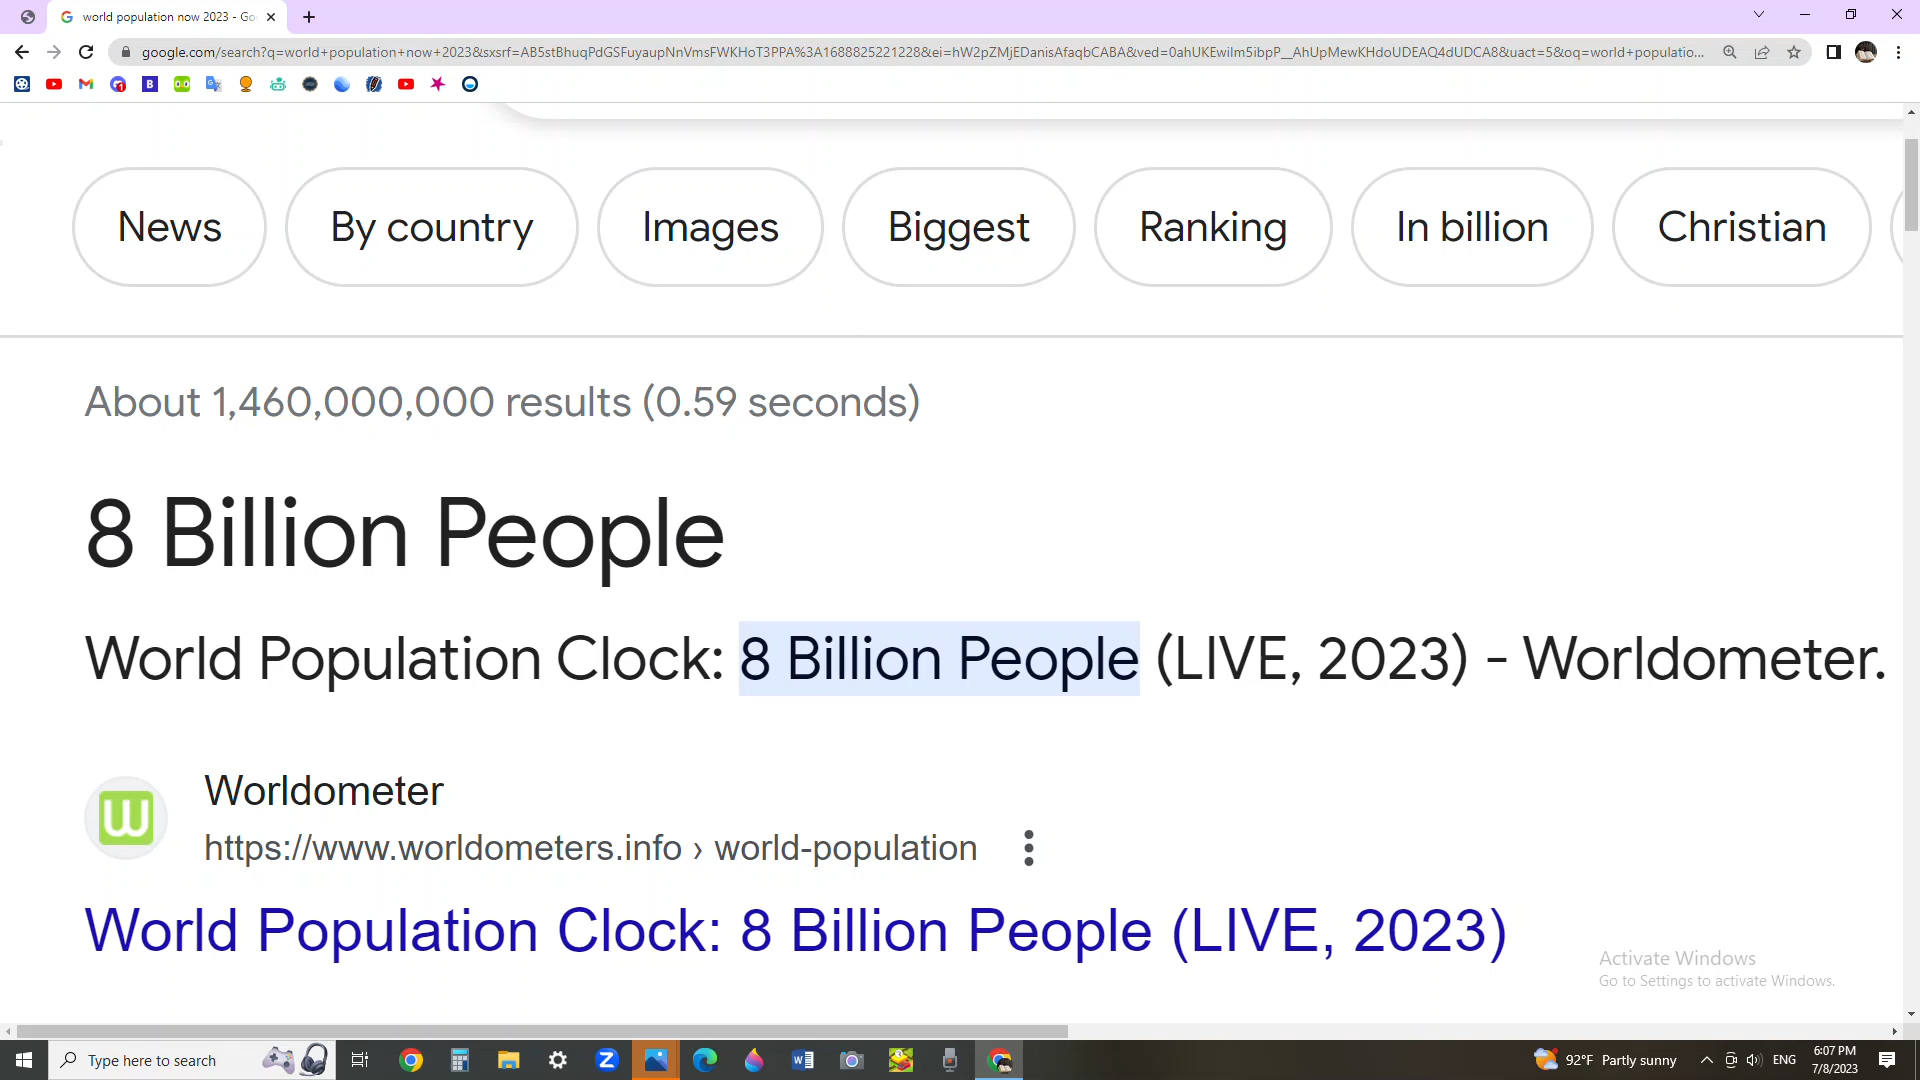 world population now 2023 - Go
google.com/search?q=world+population+now+2023&sxsrf=AB5stBhuqPdGSFuyaupNnVmsFWKHoT3PPA%3A1688825221228&ei=hW2pZMjEDanisAfaqbCABA&ved=0ahUKEwiIm5ibpP__AhUpMewKHdoUDEAQ4dUDCA8&uact=5&oq=world+populatio...
News
By country
Images
Biggest
Ranking
In billion
Christian
About 1,460,000,000 results (0.59 seconds)
8 Billion People
World Population Clock: 8 Billion People (LIVE, 2023) - Worldometer.
W
Worldometer
https://www.worldometers.info › world-population
World Population Clock: 8 Billion People (LIVE, 2023)
Activate Windows
Go to Settings to activate Windows.
Type here to search
92°F Partly sunny
ENG
6:07 PM
7/8/2023